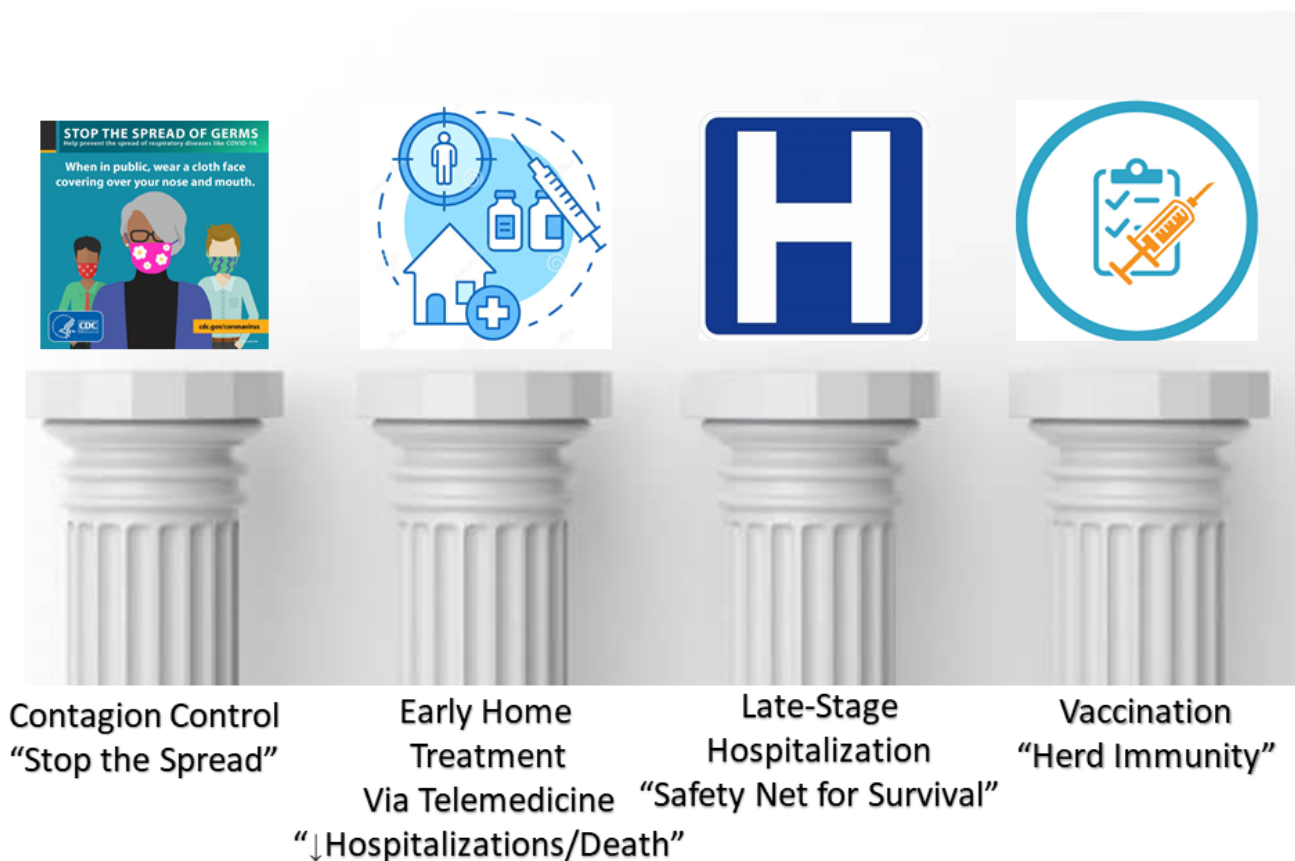 STOP THE SPREAD OF GERMS
Help prevent the spread of respiratory diseases like COVID-19.
When in public, wear a cloth face
covering over your nose and mouth.
CDC
cdc.gov/coronavirus
H
Contagion Control
“Stop the Spread”
Early Home
Treatment
Via Telemedicine
“↓Hospitalizations/Death”
Late-Stage
Hospitalization
“Safety Net for Survival”
Vaccination
“Herd Immunity”